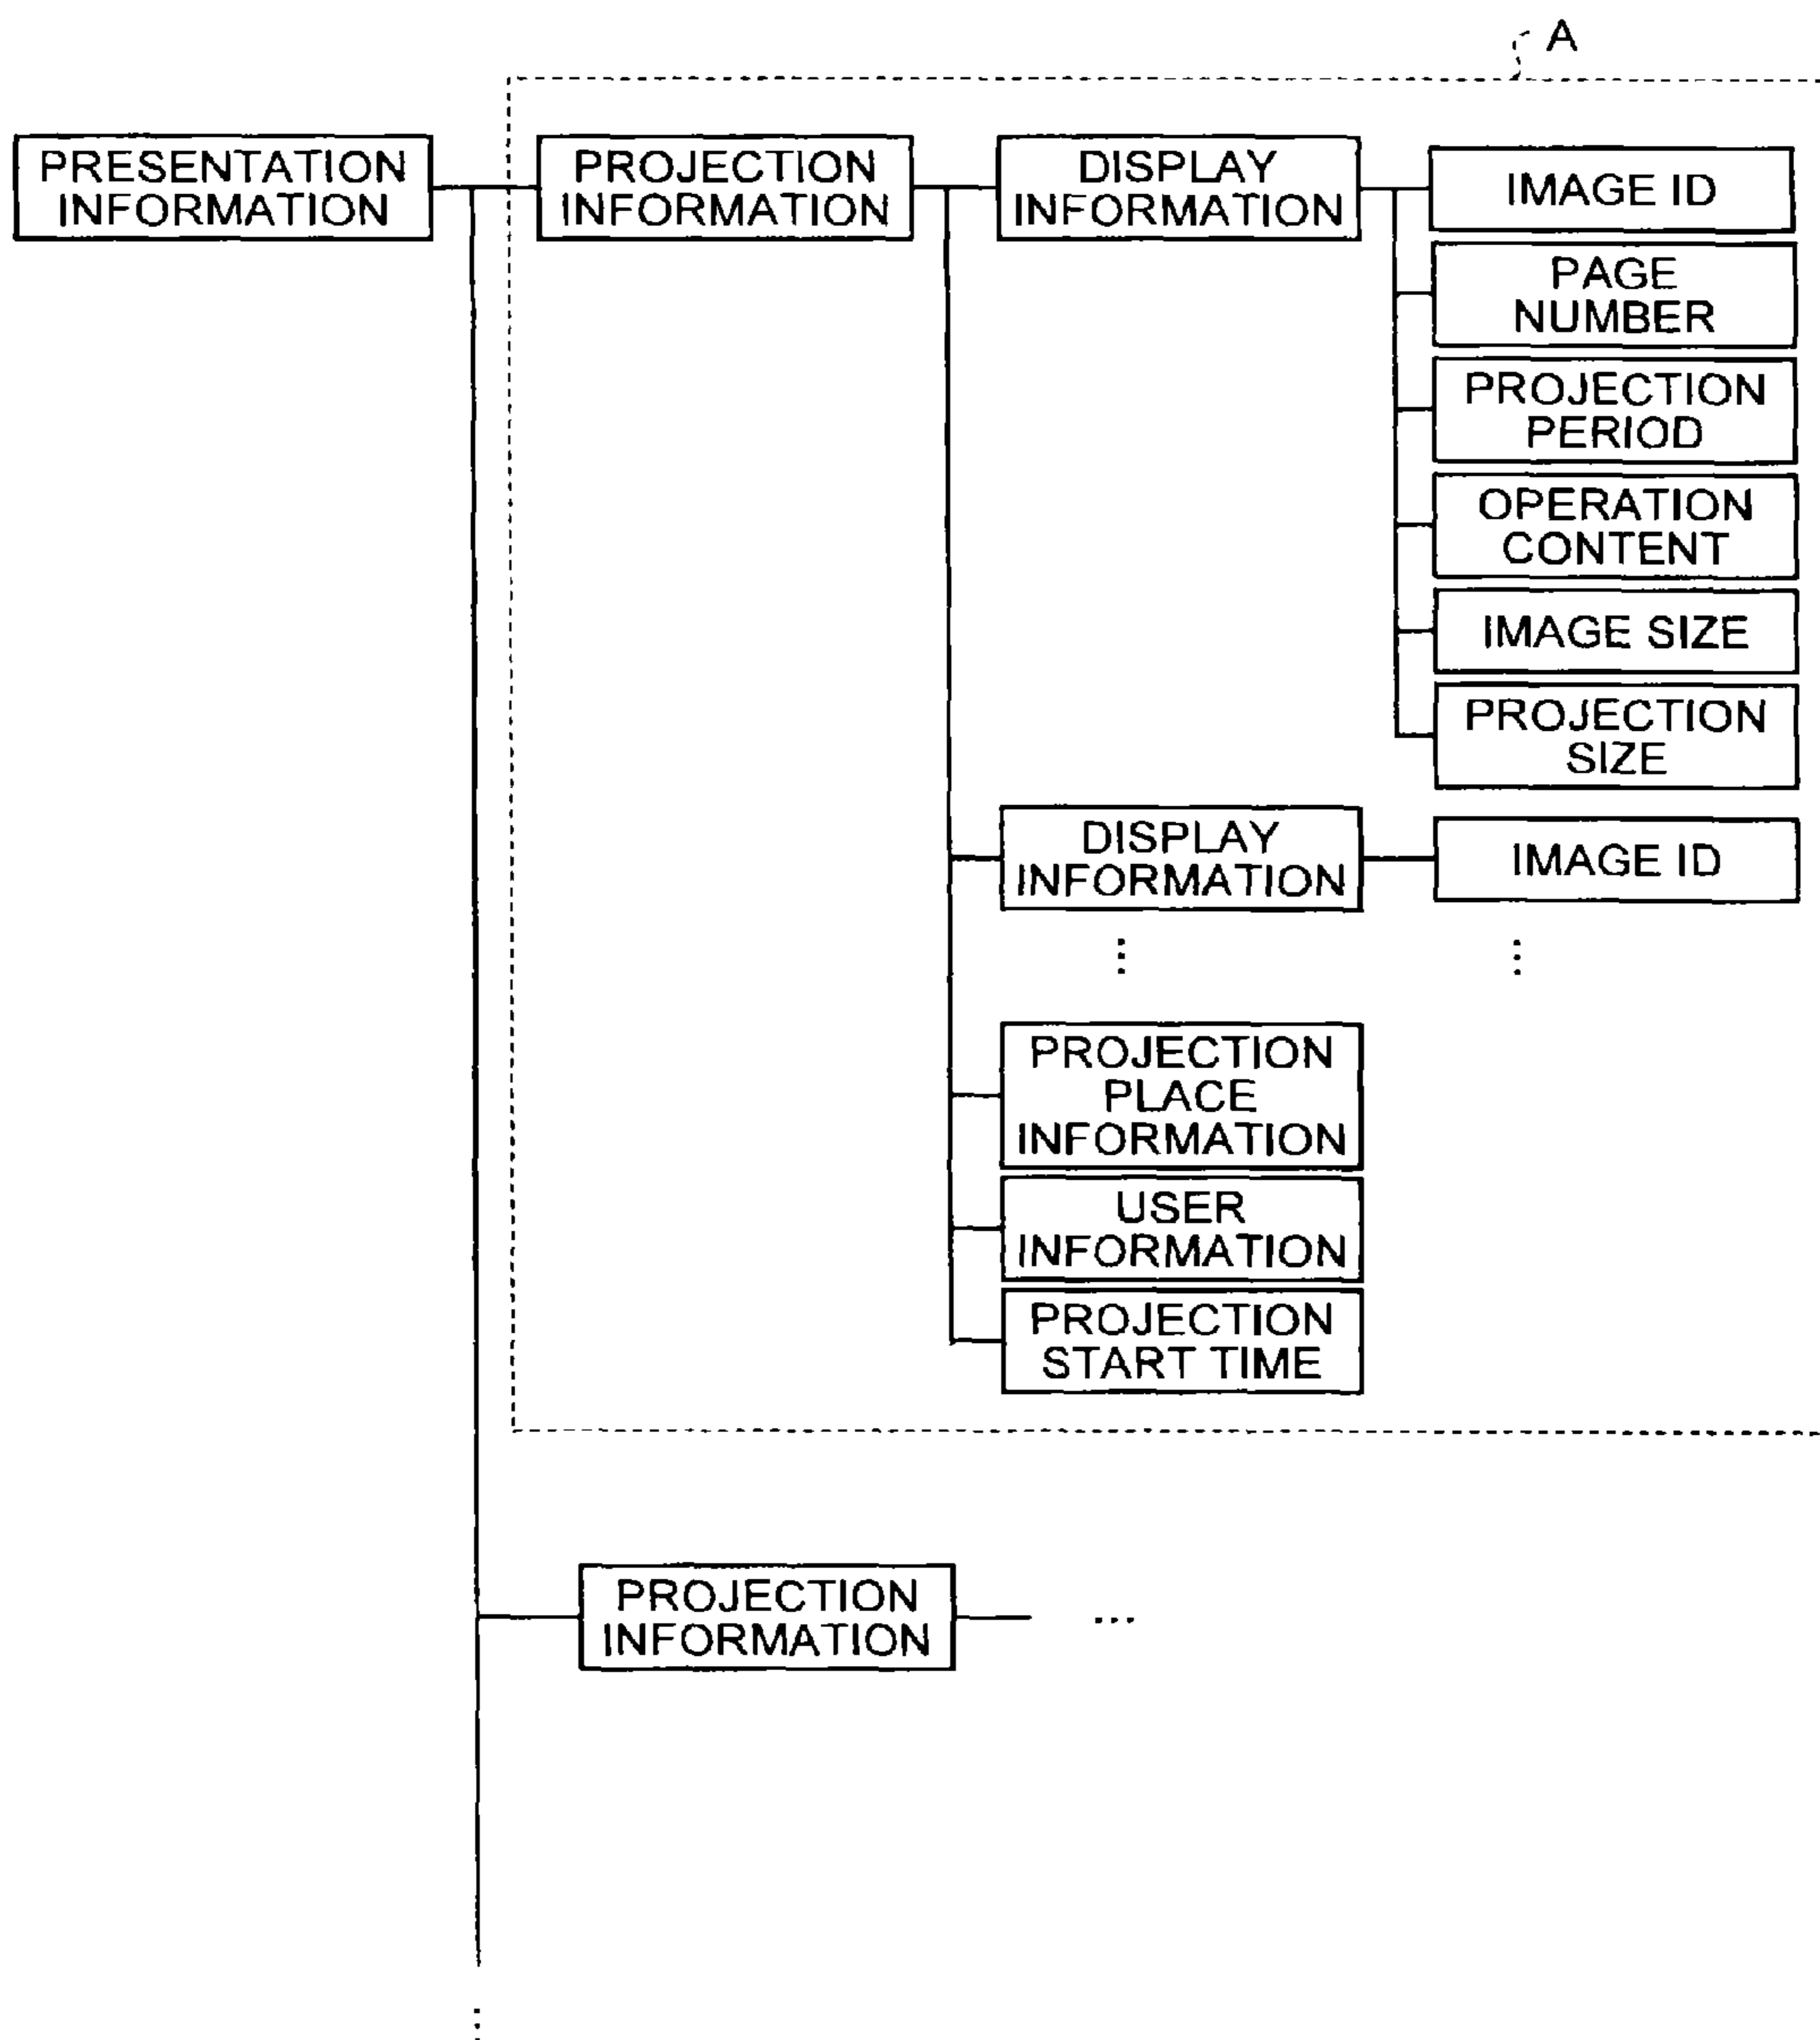 A
PRESENTATION
INFORMATION
PROJECTION
INFORMATION
DISPLAY
INFORMATION
IMAGE ID
PAGE
NUMBER
PROJECTION
PERIOD
OPERATION
CONTENT
IMAGE SIZE
PROJECTION
SIZE
DISPLAY
INFORMATION
IMAGE ID
PROJECTION
PLACE
INFORMATION
USER
INFORMATION
PROJECTION
START TIME
PROJECTION
INFORMATION
...